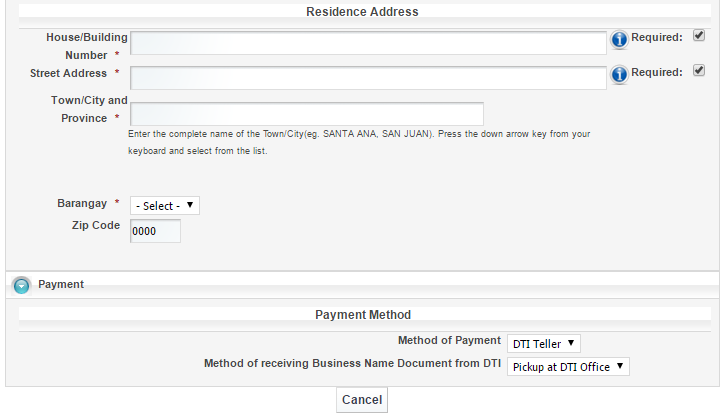 Residence Address
House/Building Number * Required:
Street Address * Required:
Town/City and Province *
Enter the complete name of the Town/City(eg. SANTA ANA, SAN JUAN). Press the down arrow key from your
keyboard and select from the list.
Barangay * - Select -
Zip Code 0000
Payment
Payment Method
Method of Payment DTI Teller
Method of receiving Business Name Document from DTI Pickup at DTI Office
Cancel